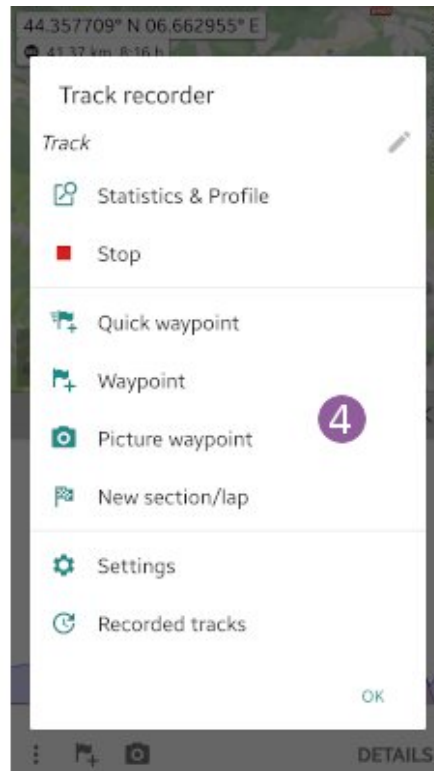 44.357709° N 06.662955° E
41.37 km, 8:16 h
Track recorder
Track
Statistics & Profile
Stop
Quick waypoint
Waypoint
4
Picture waypoint
New section/lap
Settings
Recorded tracks
OK
DETAILS